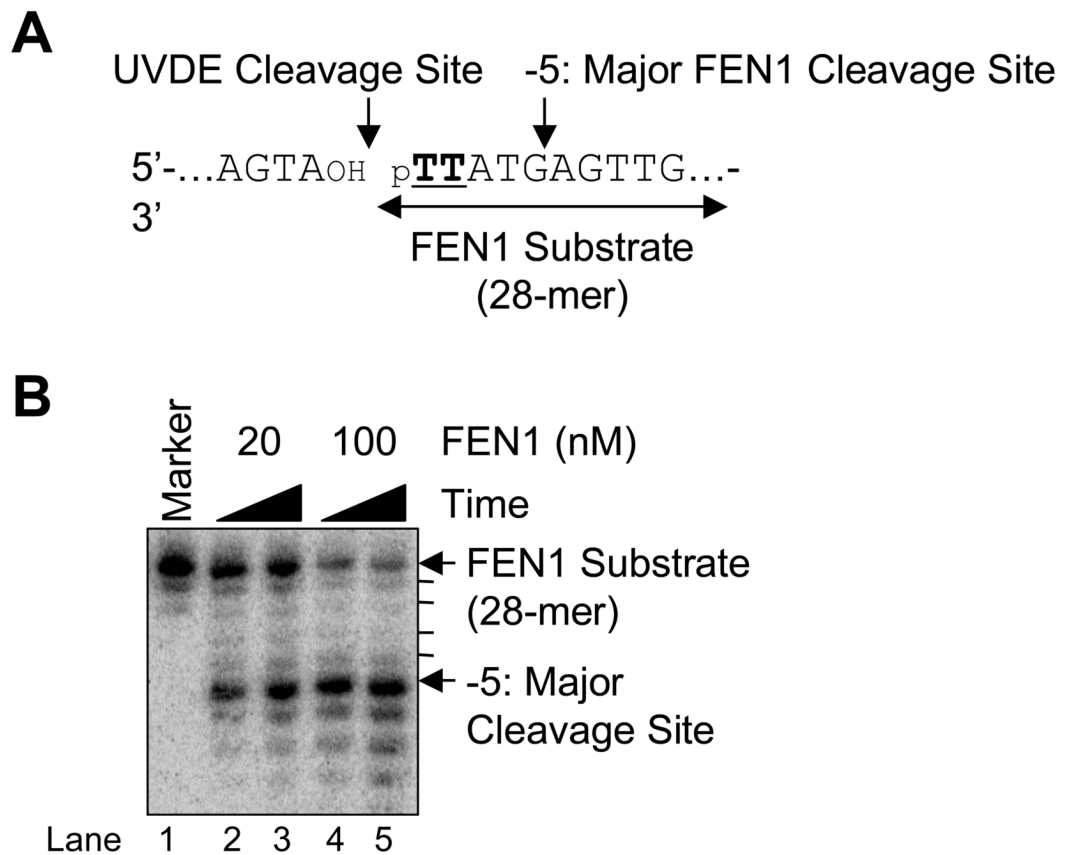 A
UVDE Cleavage Site -5: Major FEN1 Cleavage Site
5’-...AGTAOH pTTATGAGTTG...-
3’
FEN1 Substrate
(28-mer)
B
Marker
20 100 FEN1 (nM)
Time
FEN1 Substrate
(28-mer)
-5: Major
Cleavage Site
Lane 1 2 3 4 5